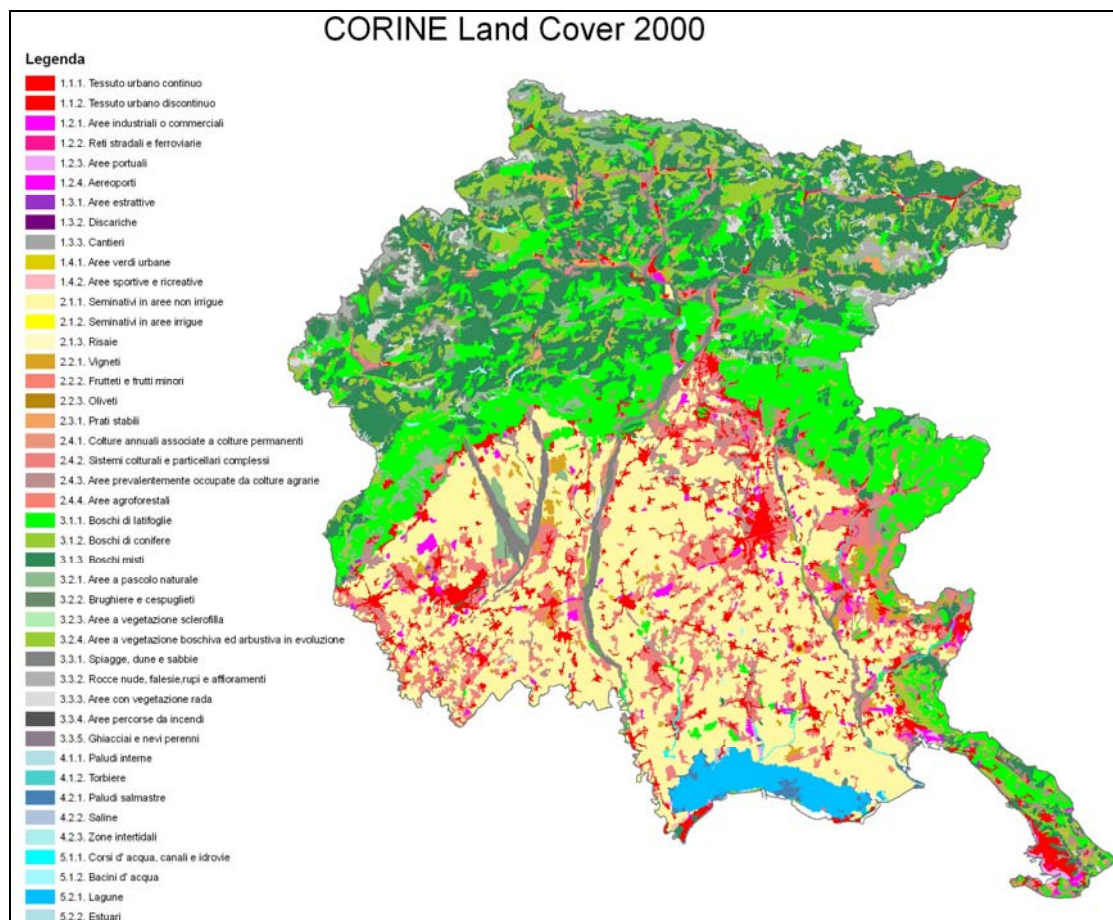 CORINE Land Cover 2000
Legenda
1.1.1. Tessuto urbano continuo
1.1.2. Tessuto urbano discontinuo
1.2.1. Aree industriali o commerciali
1.2.2. Reti stradali e ferroviarie
1.2.3. Aree portuali
1.2.4. Aereoporti
1.3.1. Aree estrattive
1.3.2. Discariche
1.3.3. Cantieri
1.4.1. Aree verdi urbane
1.4.2. Aree sportive e ricreative
2.1.1. Seminativi in aree non irrigue
2.1.2. Seminativi in aree irrigue
2.1.3. Risaie
2.2.1. Vigneti
2.2.2. Frutteti e frutti minori
2.2.3. Oliveti
2.3.1. Prati stabili
2.4.1. Colture annuali associate a colture permanenti
2.4.2. Sistemi colturali e particellari complessi
2.4.3. Aree prevalentemente occupate da colture agrarie
2.4.4. Aree agroforestali
3.1.1. Boschi di latifoglie
3.1.2. Boschi di conifere
3.1.3. Boschi misti
3.2.1. Aree a pascolo naturale
3.2.2. Brughiere e cespuglieti
3.2.3. Aree a vegetazione sclerofilla
3.2.4. Aree a vegetazione boschiva ed arbustiva in evoluzione
3.3.1. Spiagge, dune e sabbie
3.3.2. Rocce nude, falesie,rupi e affioramenti
3.3.3. Aree con vegetazione rada
3.3.4. Aree percorse da incendi
3.3.5. Ghiacciai e nevi perenni
4.1.1. Paludi interne
4.1.2. Torbiere
4.2.1. Paludi salmastre
4.2.2. Saline
4.2.3. Zone intertidali
5.1.1. Corsi d' acqua, canali e idrovie
5.1.2. Bacini d' acqua
5.2.1. Lagune
5.2.2. Estuari